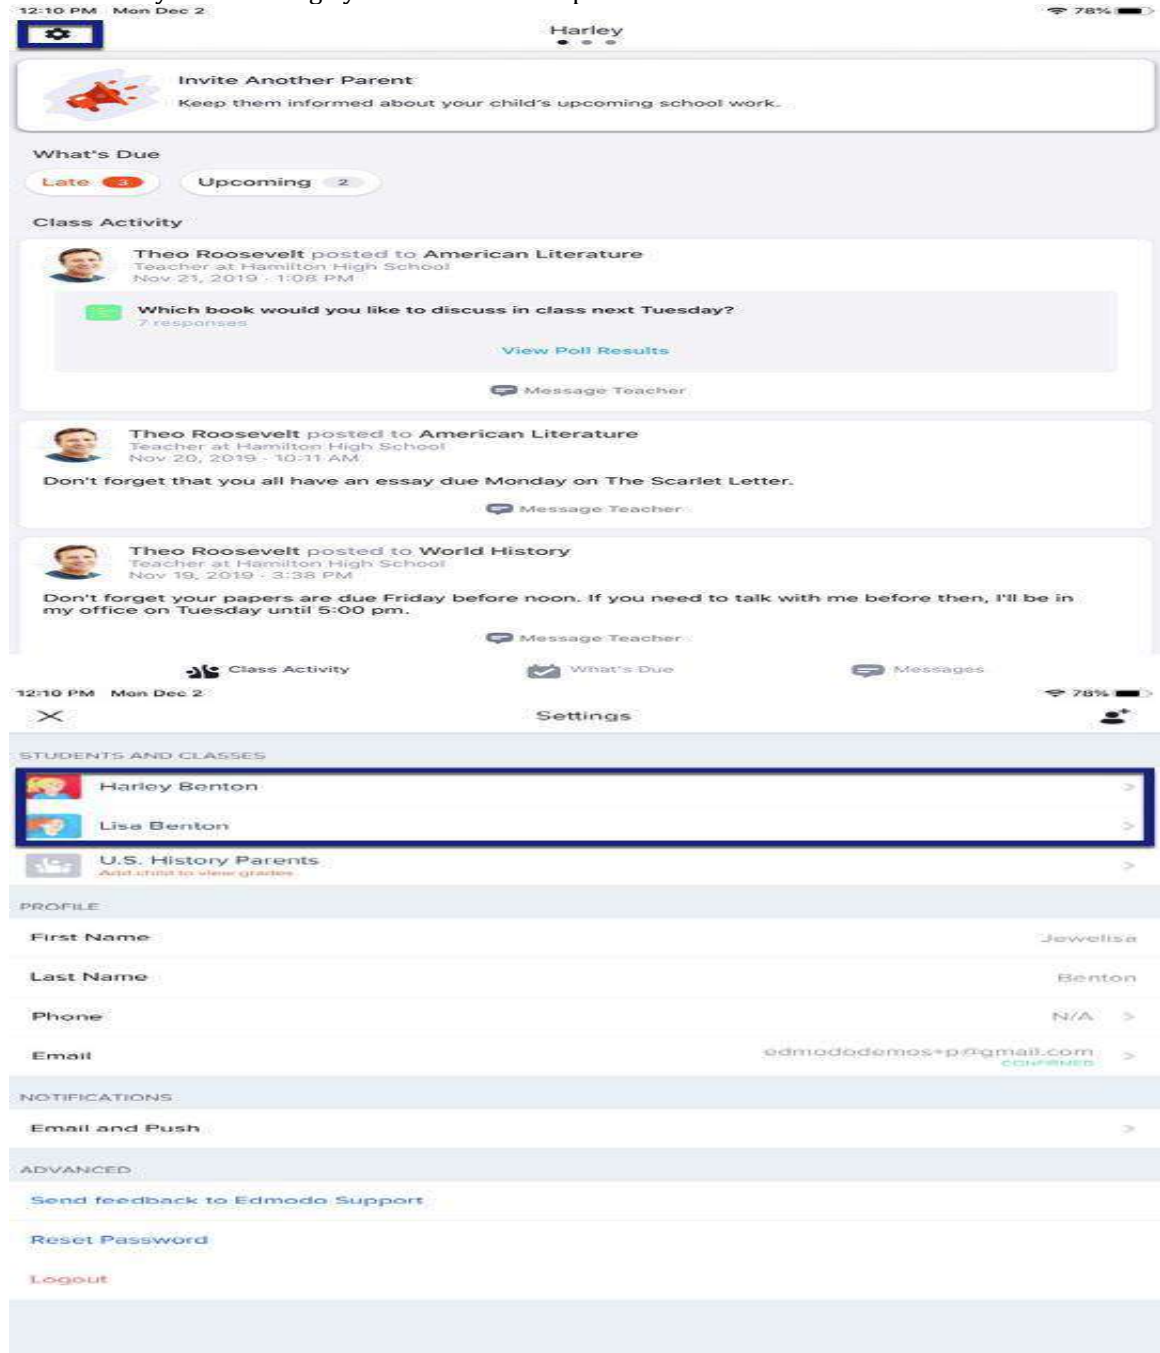 12:10 PM Mon Dec 2
78%
Harley
Invite Another Parent
Keep them informed about your child's upcoming school work.
What's Due
Late 3
Upcoming 2
Class Activity
Theo Roosevelt posted to American Literature
Teacher at Hamilton High School
Nov 21, 2019 · 1:08 PM
Which book would you like to discuss in class next Tuesday?
7 responses
View Poll Results
Message Teacher
Theo Roosevelt posted to American Literature
Teacher at Hamilton High School
Nov 20, 2019 · 10:11 AM
Don't forget that you all have an essay due Monday on The Scarlet Letter.
Message Teacher
Theo Roosevelt posted to World History
Teacher at Hamilton High School
Nov 19, 2019 · 3:38 PM
Don't forget your papers are due Friday before noon. If you need to talk with me before then, I'll be in
my office on Tuesday until 5:00 pm.
Message Teacher
Class Activity
What's Due
Messages
12:10 PM Mon Dec 2
78%
Settings
STUDENTS AND CLASSES
Harley Benton
Lisa Benton
U.S. History Parents
Add child to view grades
PROFILE
First Name
Jewelisa
Last Name
Benton
Phone
N/A
Email
edmododemos+p@gmail.com
CONFIRMED
NOTIFICATIONS
Email and Push
ADVANCED
Send feedback to Edmodo Support
Reset Password
Logout